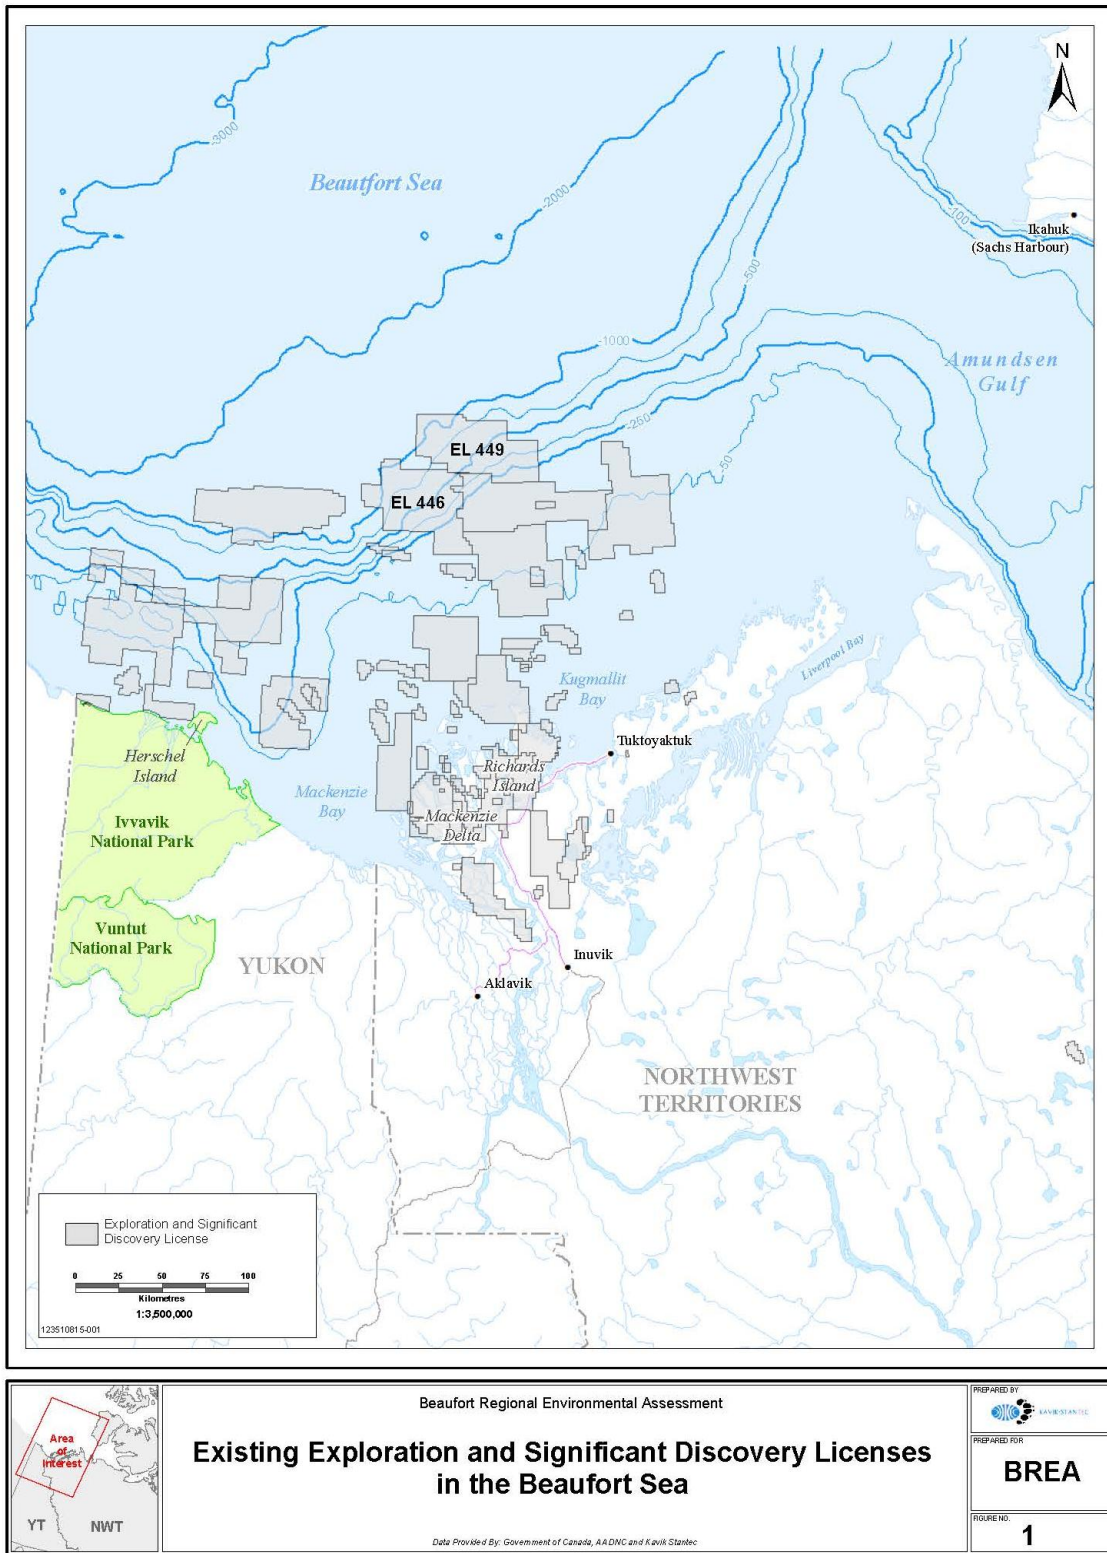 N
-3000
Beautfort Sea
-2000
-100
Ikahuk
(Sachs Harbour)
-500
-1000
Amundsen
Gulf
-250
-50
EL 449
EL 446
Liverpool Bay
Kugmallit
Bay
Tuktoyaktuk
Herschel
Island
Richards
Island
Mackenzie
Bay
Mackenzie
Delta
Ivvavik
National Park
Vuntut
National Park
YUKON
Inuvik
Aklavik
NORTHWEST
TERRITORIES
Exploration and Significant
Discovery License
0 25 50 75 100
Kilometres
1:3,500,000
123510815-001
Area
of
Interest
YT NWT
Beaufort Regional Environmental Assessment
Existing Exploration and Significant Discovery Licenses
in the Beaufort Sea
Data Provided By: Government of Canada, AADNC and Kavik Stantec
PREPARED BY
KAVIK-STANTEC
PREPARED FOR
BREA
FIGURE NO.
1